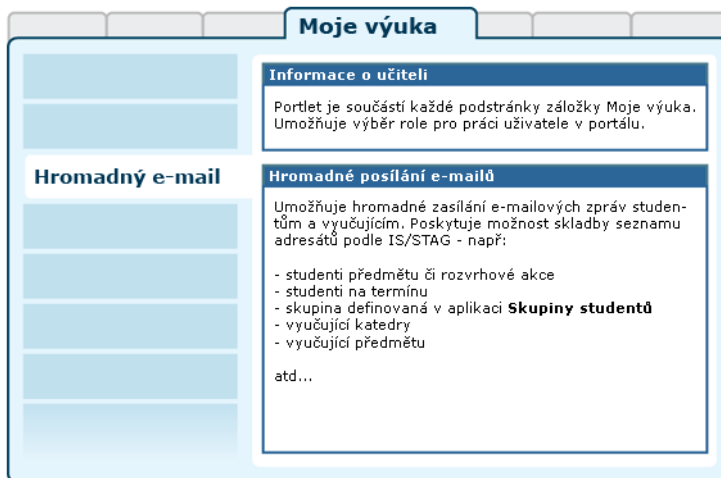 Moje výuka
Informace o učiteli
Portlet je součástí každé podstránky záložky Moje výuka.
Umožňuje výběr role pro práci uživatele v portálu.
Hromadný e-mail
Hromadné posílání e-mailů
Umožňuje hromadné zasílání e-mailových zpráv studen-
tům a vyučujícím. Poskytuje možnost skladby seznamu
adresátů podle IS/STAG - např:
- studenti předmětu či rozvrhové akce
- studenti na termínu
- skupina definovaná v aplikaci Skupiny studentů
- vyučující katedry
- vyučující předmětu
atd...